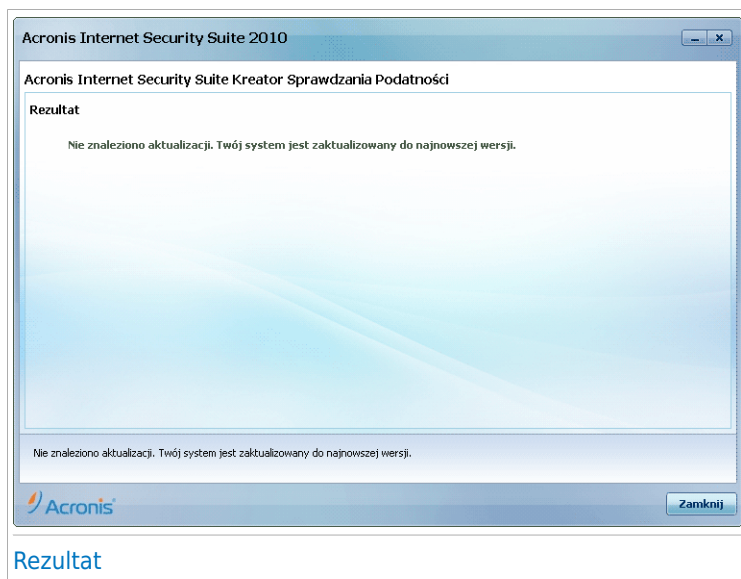 Acronis Internet Security Suite 2010
Acronis Internet Security Suite Kreator Sprawdzania Podatności
Rezultat
Nie znaleziono aktualizacji. Twój system jest zaktualizowany do najnowszej wersji.
Nie znaleziono aktualizacji. Twój system jest zaktualizowany do najnowszej wersji.
Acronis
Zamknij
Rezultat